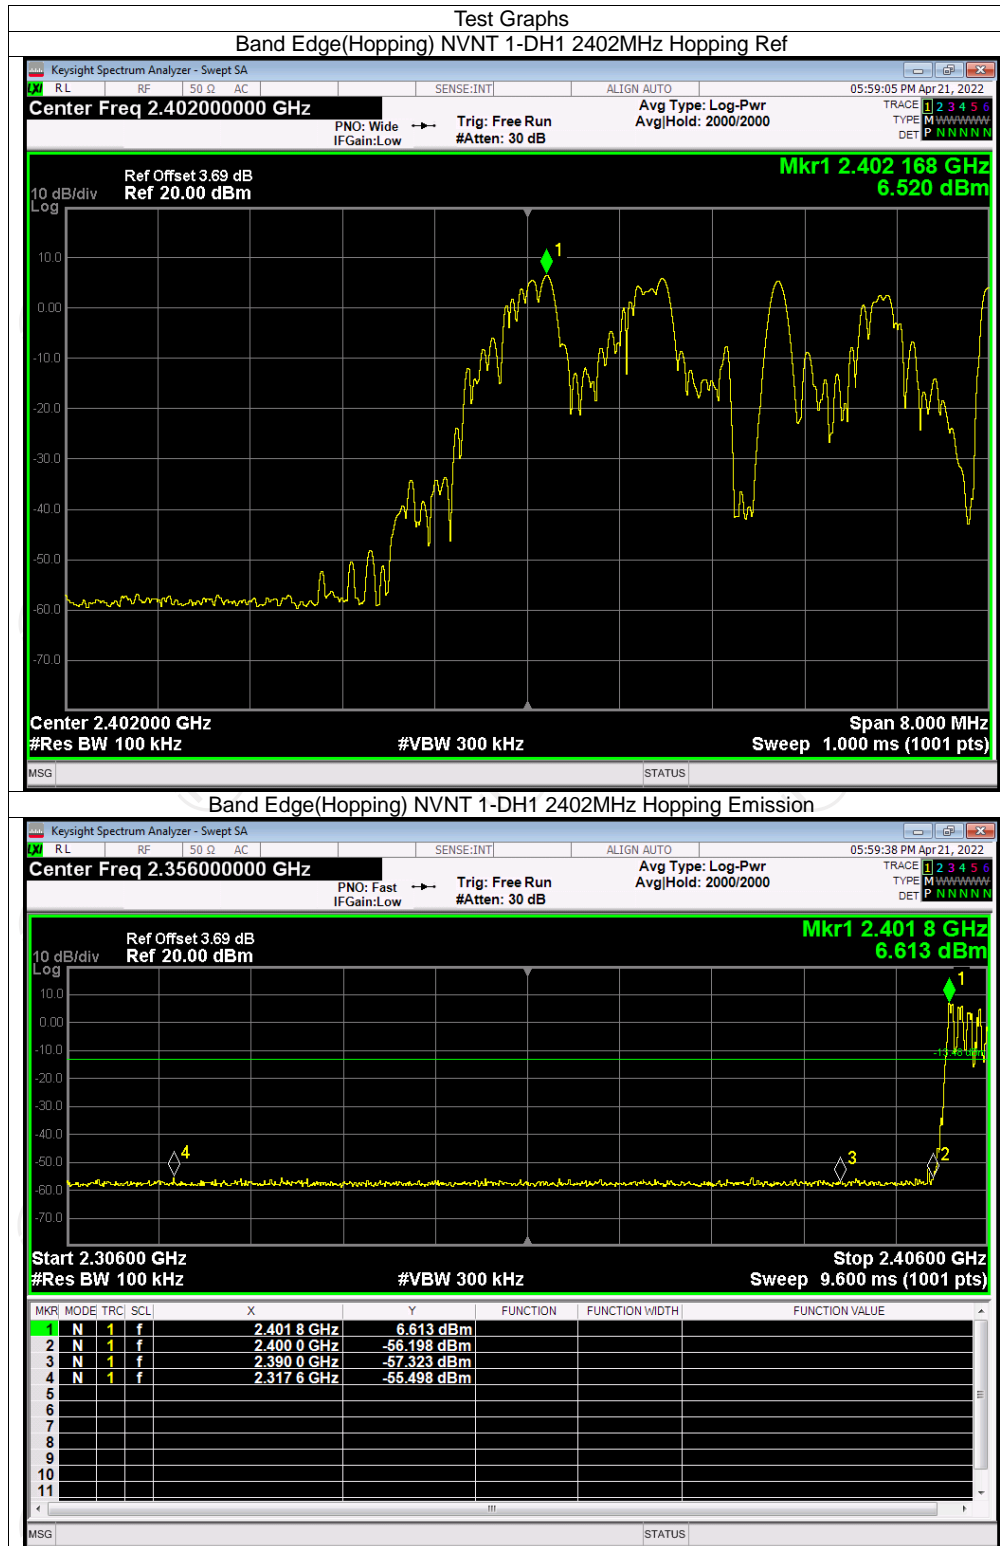 Test Graphs
Band Edge(Hopping) NVNT 1-DH1 2402MHz Hopping Ref
Keysight Spectrum Analyzer - Swept SA
LXI RL RF 50 Ω AC SENSE:INT ALIGN AUTO 05:59:05 PM Apr 21, 2022
Center Freq 2.402000000 GHz Avg Type: Log-Pwr TRACE 1 2 3 4 5 6
PNO: Wide Trig: Free Run Avg|Hold: 2000/2000 TYPE M WWWWW
IFGain:Low #Atten: 30 dB DET P N N N N N
Mkr1 2.402 168 GHz
Ref Offset 3.69 dB
10 dB/div Ref 20.00 dBm 6.520 dBm
Log
1
10.0
0.00
-10.0
-20.0
-30.0
-40.0
-50.0
-60.0
-70.0
Center 2.402000 GHz Span 8.000 MHz
#Res BW 100 kHz #VBW 300 kHz Sweep 1.000 ms (1001 pts)
MSG STATUS
Band Edge(Hopping) NVNT 1-DH1 2402MHz Hopping Emission
Keysight Spectrum Analyzer - Swept SA
LXI RL RF 50 Ω AC SENSE:INT ALIGN AUTO 05:59:38 PM Apr 21, 2022
Center Freq 2.356000000 GHz Avg Type: Log-Pwr TRACE 1 2 3 4 5 6
PNO: Fast Trig: Free Run Avg|Hold: 2000/2000 TYPE M WWWWW
IFGain:Low #Atten: 30 dB DET P N N N N N
Mkr1 2.401 8 GHz
Ref Offset 3.69 dB
10 dB/div Ref 20.00 dBm 6.613 dBm
Log
1
10.0
0.00
-10.0
-13.48 dBm
-20.0
-30.0
-40.0
4 3 2
-50.0
-60.0
-70.0
Start 2.30600 GHz Stop 2.40600 GHz
#Res BW 100 kHz #VBW 300 kHz Sweep 9.600 ms (1001 pts)
MKR MODE TRC SCL X Y FUNCTION FUNCTION WIDTH FUNCTION VALUE
1 N 1 f 2.401 8 GHz 6.613 dBm
2 N 1 f 2.400 0 GHz -56.198 dBm
3 N 1 f 2.390 0 GHz -57.323 dBm
4 N 1 f 2.317 6 GHz -55.498 dBm
5
6
7
8
9
10
11
MSG STATUS